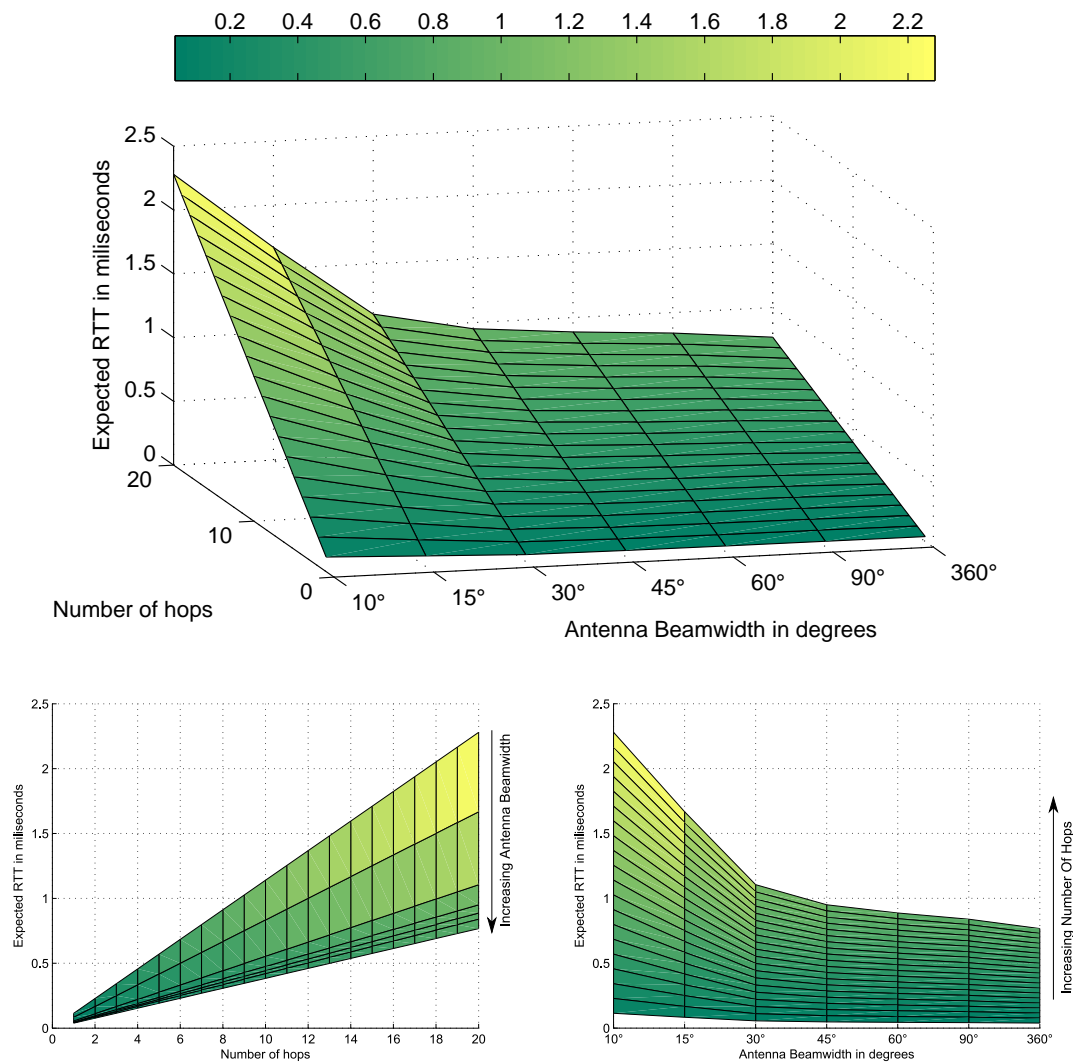 0.2 0.4 0.6 0.8 1 1.2 1.4 1.6 1.8 2 2.2
2.5
2
1.5
1
0.5
0
Expected RTT in miliseconds
20
10
0
Number of hops
10° 15° 30° 45° 60° 90° 360°
Antenna Beamwidth in degrees
2.5
2
1.5
1
0.5
0
Expected RTT in miliseconds
0 2 4 6 8 10 12 14 16 18 20
Number of hops
Increasing Antenna Beamwidth
2.5
2
1.5
1
0.5
0
Expected RTT in miliseconds
10° 15° 30° 45° 60° 90° 360°
Antenna Beamwidth in degrees
Increasing Number Of Hops